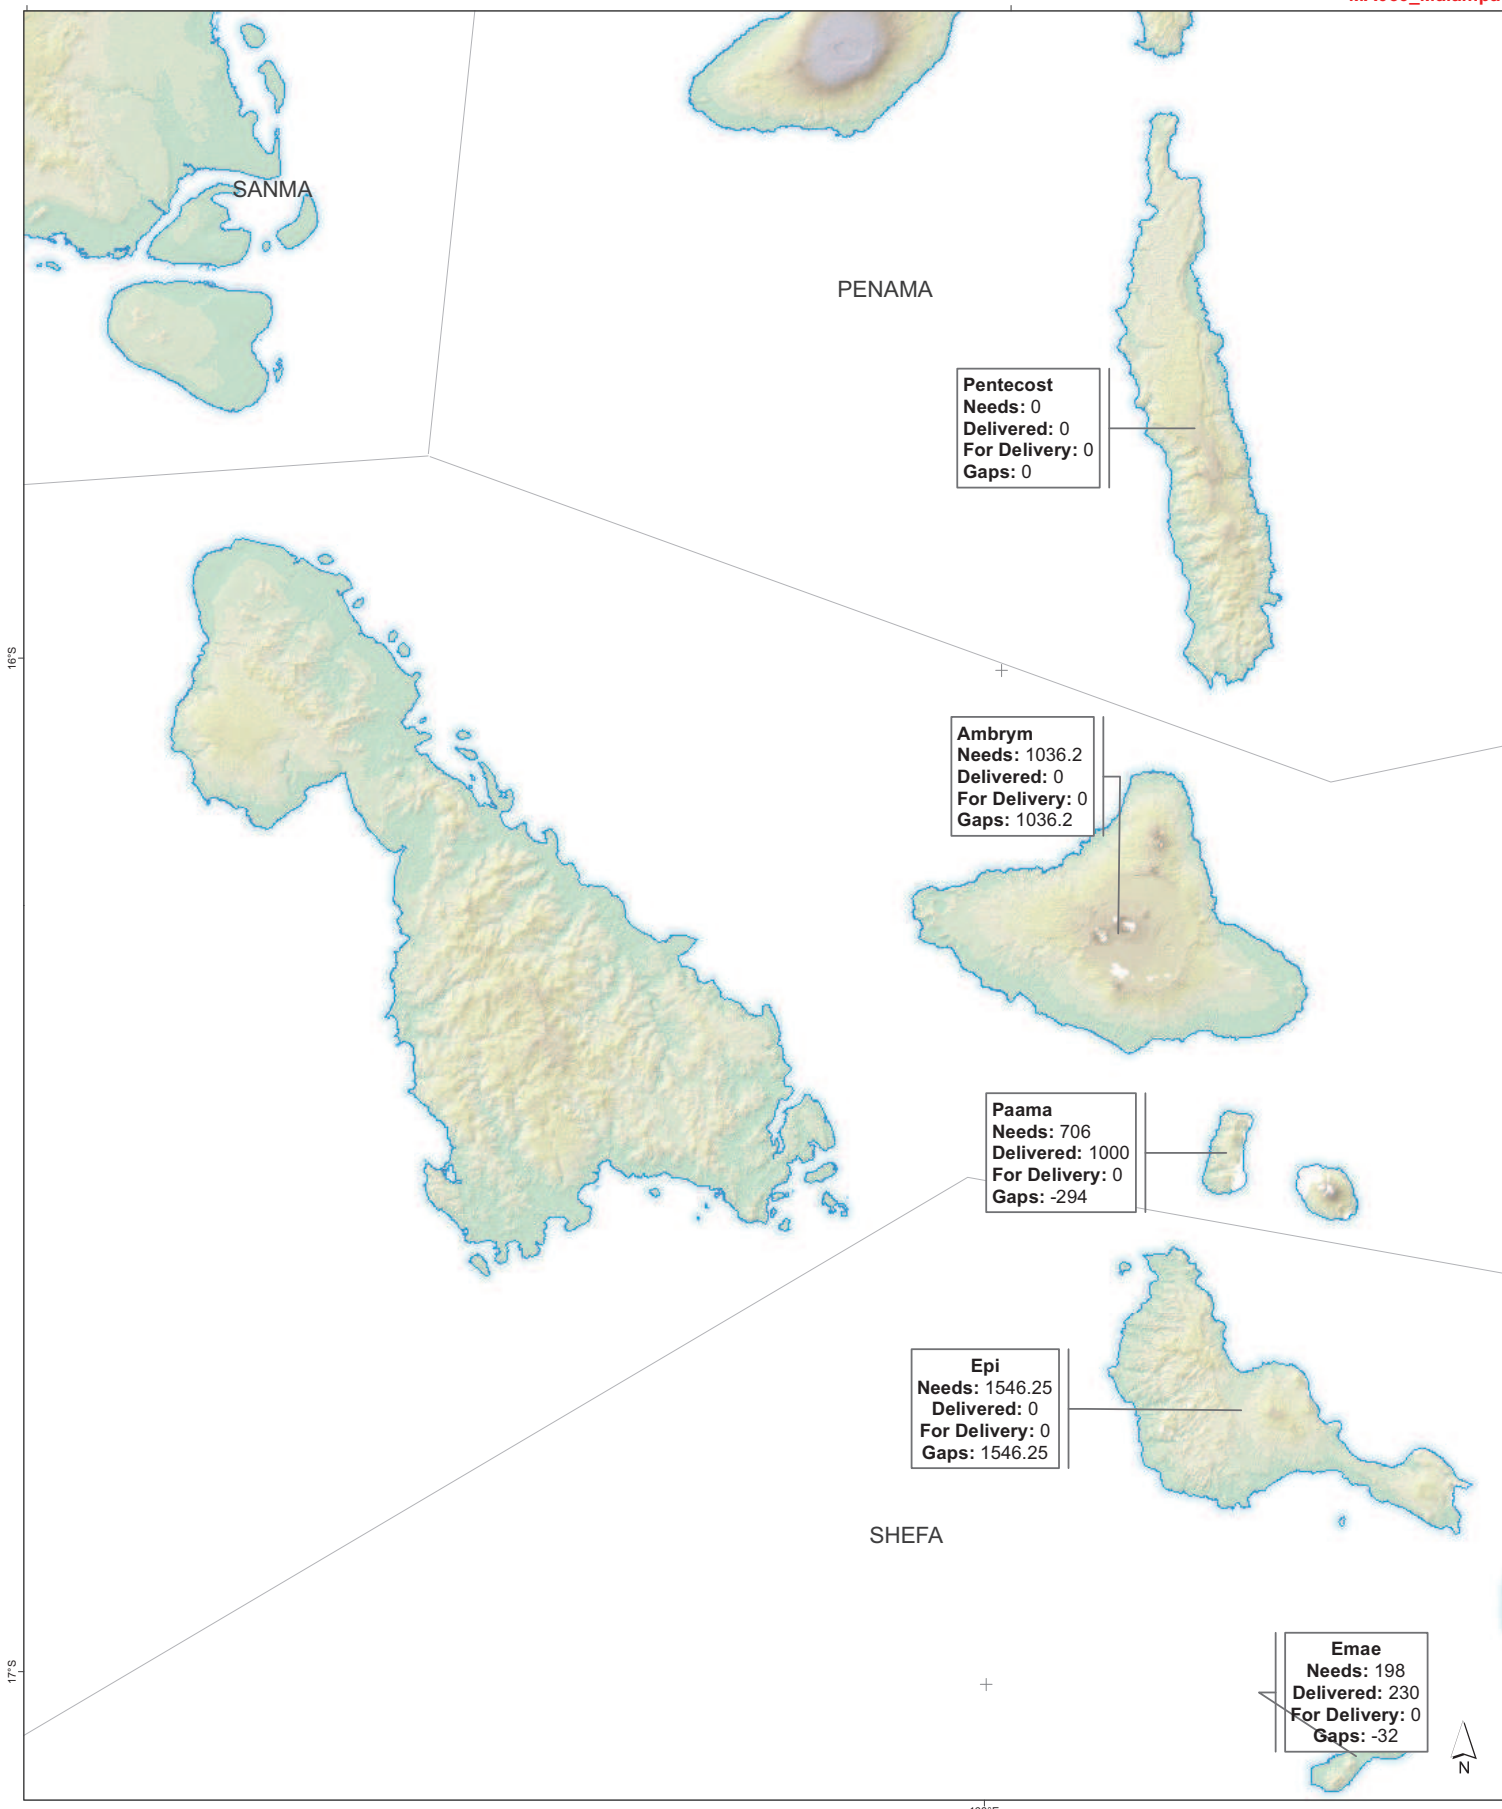 SANMA
PENAMA
Pentecost
Needs: 0
Delivered: 0
For Delivery: 0
Gaps: 0
16°S
Ambrym
Needs: 1036.2
Delivered: 0
For Delivery: 0
Gaps: 1036.2
Paama
Needs: 706
Delivered: 1000
For Delivery: 0
Gaps: -294
Epi
Needs: 1546.25
Delivered: 0
For Delivery: 0
Gaps: 1546.25
SHEFA
17°S
Emae
Needs: 198
Delivered: 230
For Delivery: 0
Gaps: -32
N